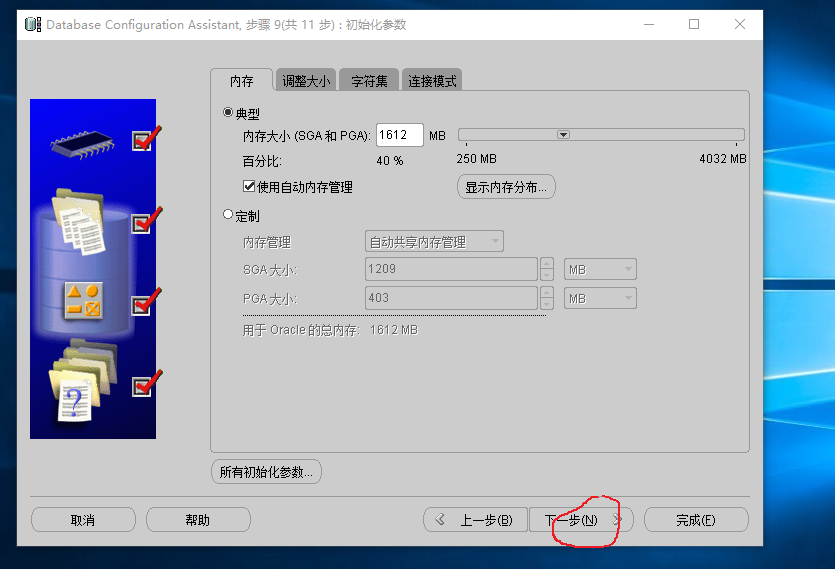 Database Configuration Assistant, 步骤 9(共 11 步) : 初始化参数
内存 调整大小 字符集 连接模式
典型
内存大小 (SGA 和 PGA): 1612 MB
百分比: 40 % 250 MB 4032 MB
使用自动内存管理 显示内存分布...
定制
内存管理 自动共享内存管理
SGA 大小: 1209 MB
PGA 大小: 403 MB
用于 Oracle 的总内存: 1612 MB
?
所有初始化参数...
取消 帮助 上一步(B) 下一步(N) 完成(F)